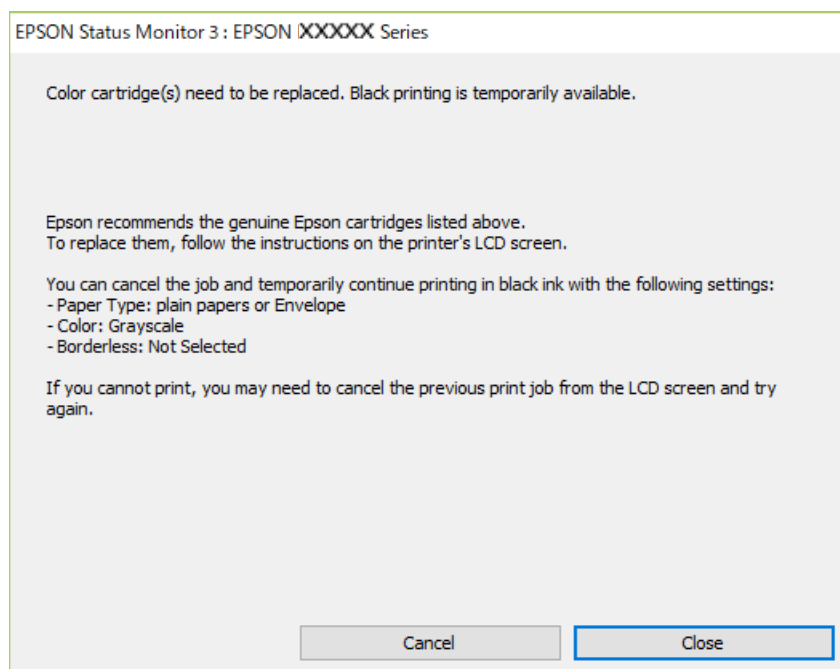 EPSON Status Monitor 3 : EPSON XXXXX Series
Color cartridge(s) need to be replaced. Black printing is temporarily available.
Epson recommends the genuine Epson cartridges listed above.
To replace them, follow the instructions on the printer's LCD screen.
You can cancel the job and temporarily continue printing in black ink with the following settings:
- Paper Type: plain papers or Envelope
- Color: Grayscale
- Borderless: Not Selected
If you cannot print, you may need to cancel the previous print job from the LCD screen and try
again.
Cancel
Close